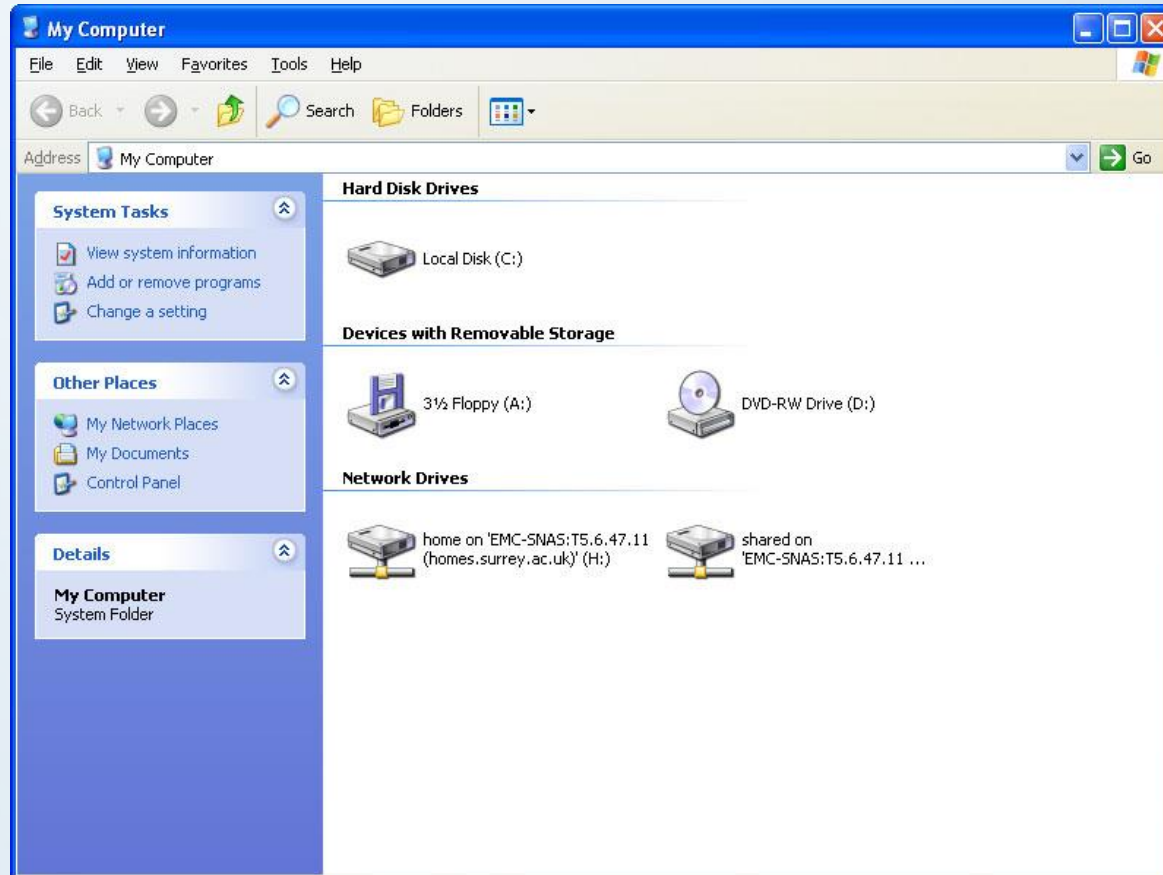 My Computer
File Edit View Favorites Tools Help
Back Search Folders
Address My Computer Go
System Tasks
View system information
Add or remove programs
Change a setting
Other Places
My Network Places
My Documents
Control Panel
Details
My Computer
System Folder
Hard Disk Drives
Local Disk (C:)
Devices with Removable Storage
3½ Floppy (A:)
DVD-RW Drive (D:)
Network Drives
home on 'EMC-SNAS:T5.6.47.11
(homes.surrey.ac.uk)' (H:)
shared on
'EMC-SNAS:T5.6.47.11 ...